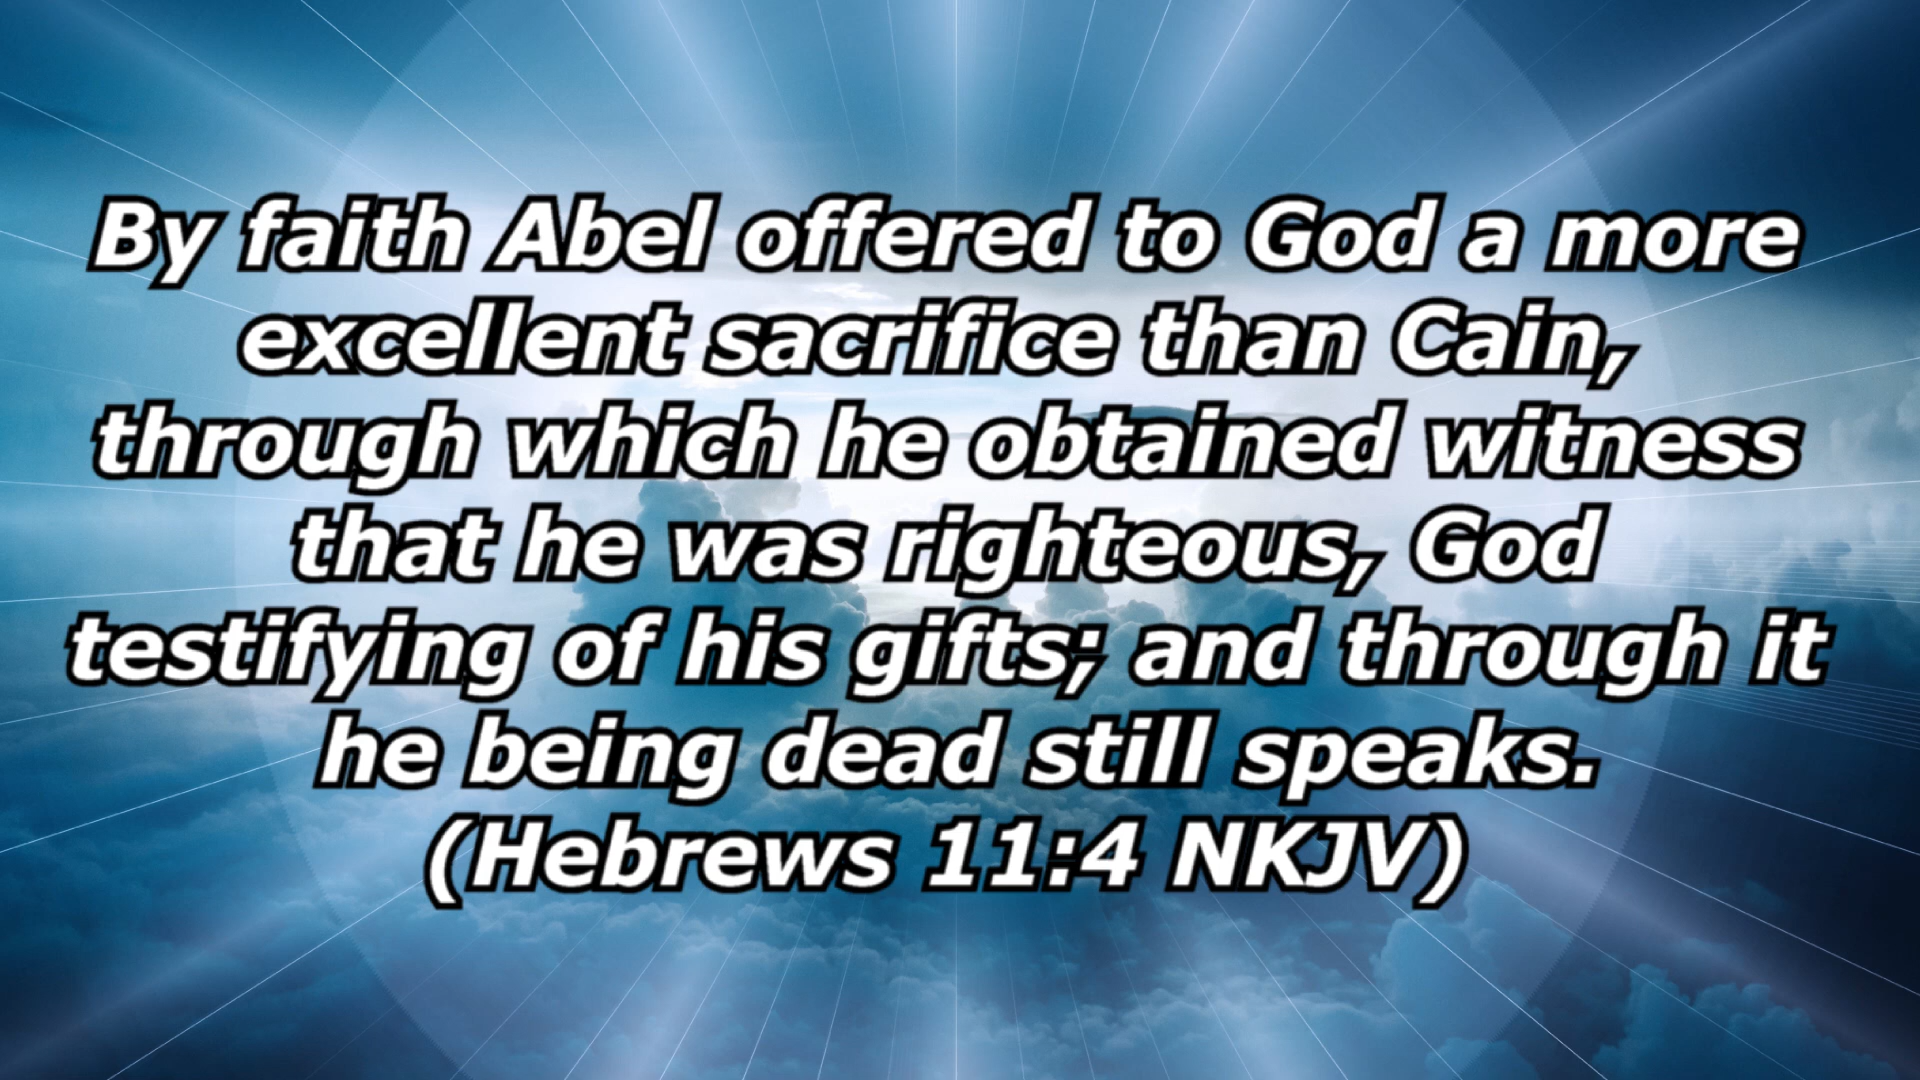 By faith Abel offered to God a more
excellent sacrifice than Cain,
through which he obtained witness
that he was righteous, God
testifying of his gifts; and through it
he being dead still speaks.
(Hebrews 11:4 NKJV)